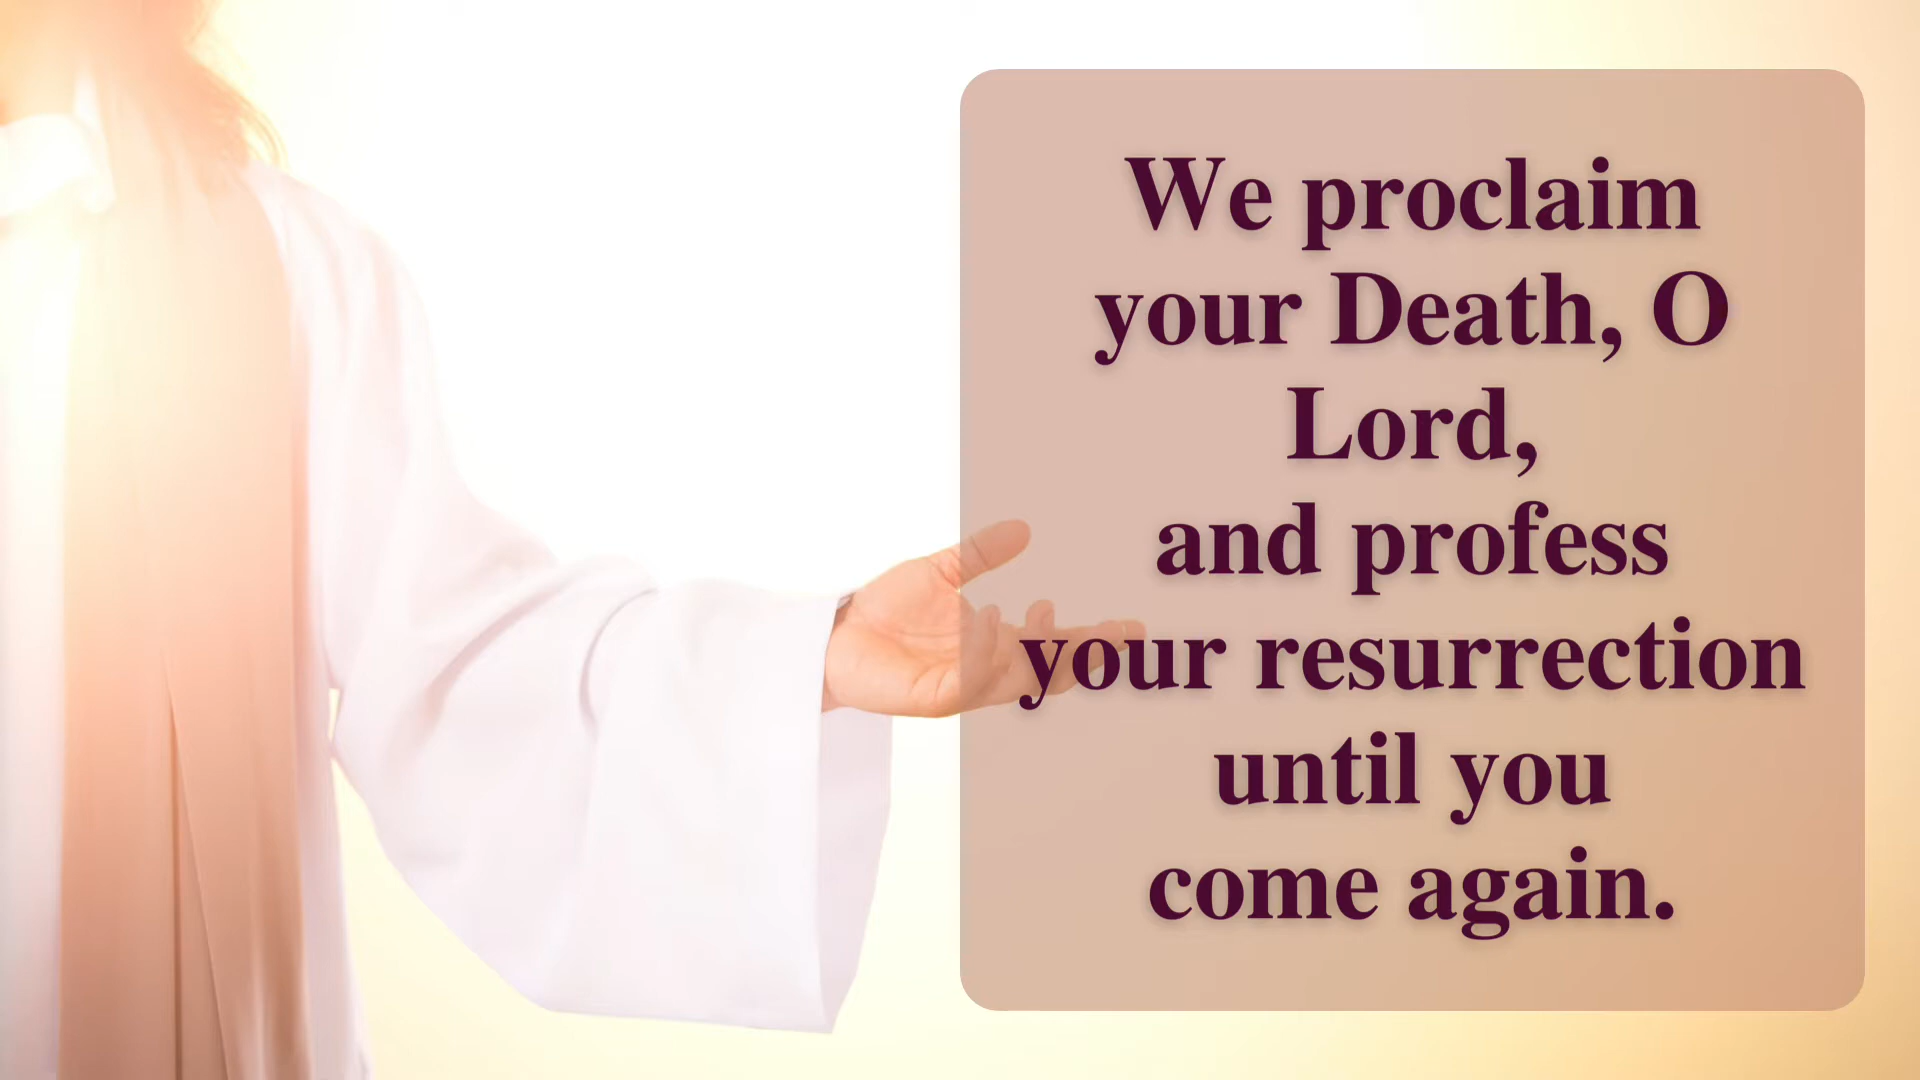 We proclaim
your Death, O
Lord,
and profess
your resurrection
until you
come again.